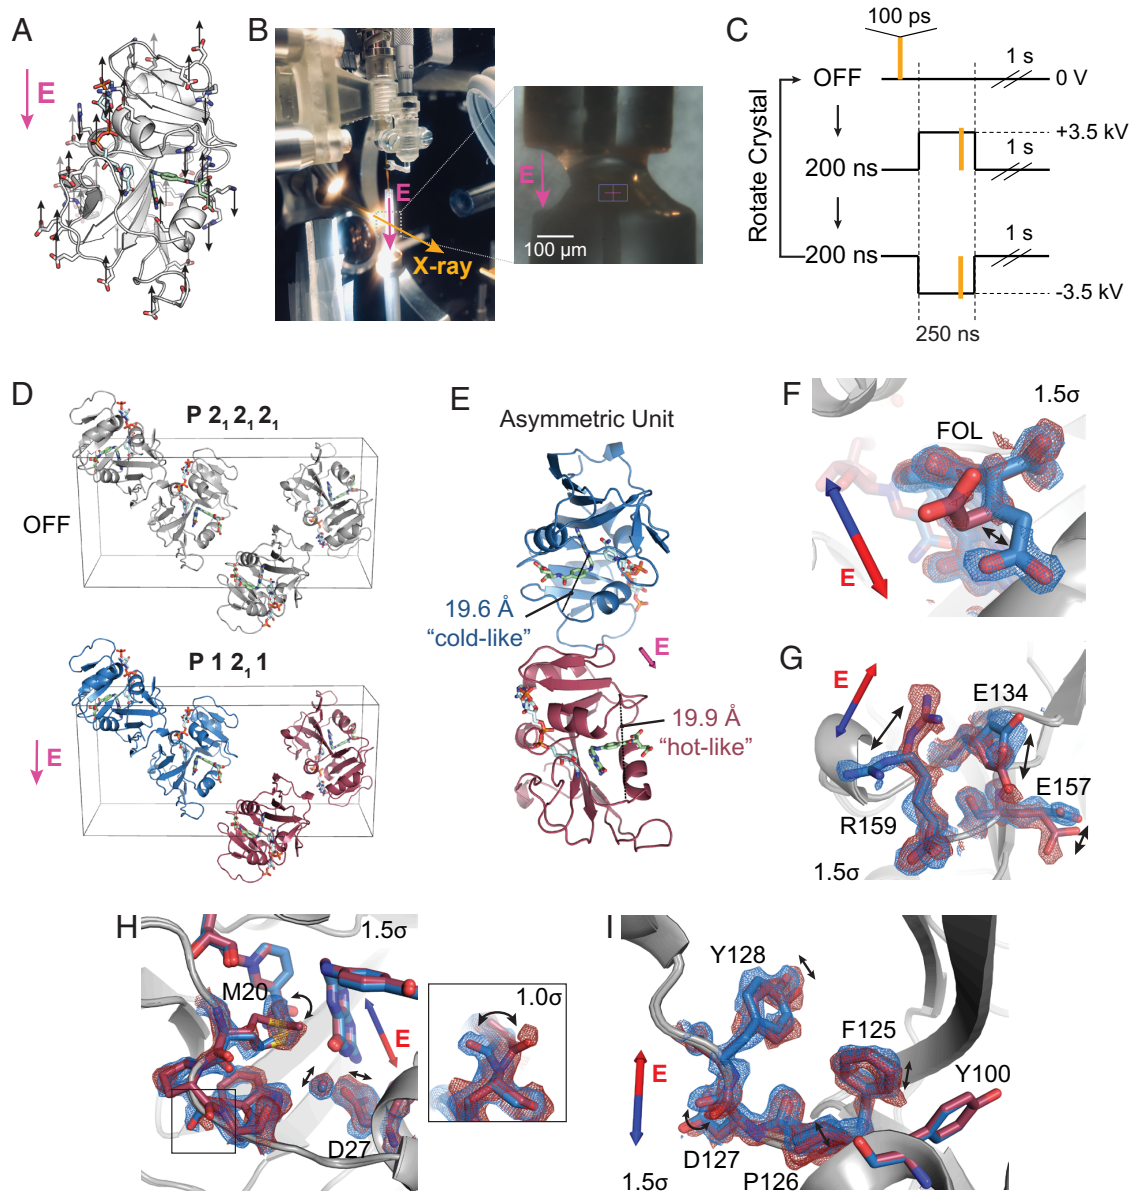 A
E
B
E
X-ray
E
100 μm
C
100 ps
Rotate Crystal
OFF
1 s
0 V
+3.5 kV
200 ns
1 s
200 ns
1 s
-3.5 kV
250 ns
D
P 2₁ 2₁ 2₁
OFF
P 1 2₁ 1
E
E
Asymmetric Unit
19.6 Å
“cold-like”
E
19.9 Å
“hot-like”
F
1.5σ
FOL
E
G
E
E134
E157
R159
1.5σ
H
1.5σ
M20
E
D27
1.0σ
I
Y128
F125
E
Y100
D127
P126
1.5σ